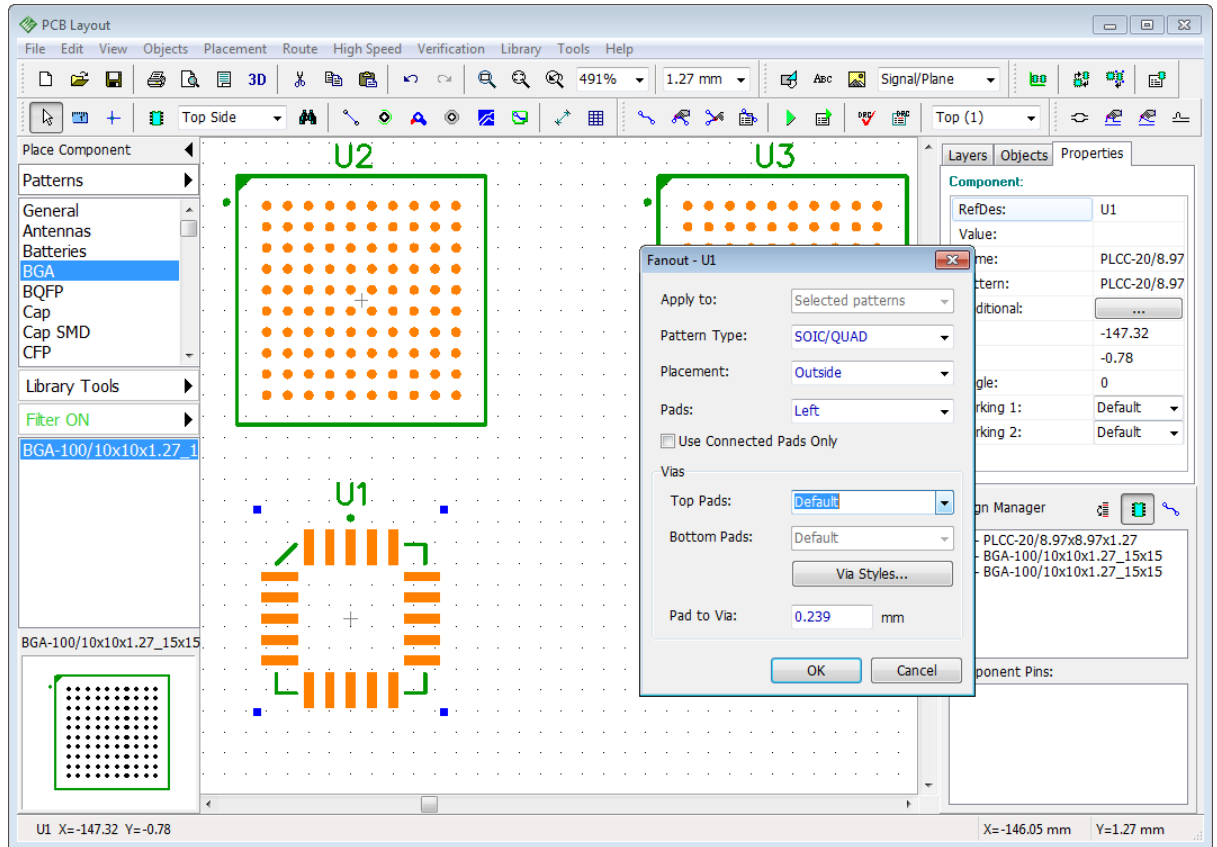 PCB Layout
File Edit View Objects Placement Route High Speed Verification Library Tools Help
3D 491% 1.27 mm ABC Signal/Plane
Top Side DRC DRC Top (1)
Place Component
Patterns
General
Antennas
Batteries
BGA
BQFP
Cap
Cap SMD
CFP
Library Tools
Filter ON
BGA-100/10x10x1.27_1
BGA-100/10x10x1.27_15x15
U2
U3
U1
Fanout - U1
Apply to: Selected patterns
Pattern Type: SOIC/QUAD
Placement: Outside
Pads: Left
Use Connected Pads Only
Vias
Top Pads: Default
Bottom Pads: Default
Via Styles...
Pad to Via: 0.239 mm
OK Cancel
Layers Objects Properties
Component:
RefDes: U1
Value:
me: PLCC-20/8.97
ttern: PLCC-20/8.97
ditional: ...
-147.32
-0.78
gle: 0
rking 1: Default
rking 2: Default
gn Manager
- PLCC-20/8.97x8.97x1.27
- BGA-100/10x10x1.27_15x15
- BGA-100/10x10x1.27_15x15
ponent Pins:
U1 X=-147.32 Y=-0.78
X=-146.05 mm Y=1.27 mm